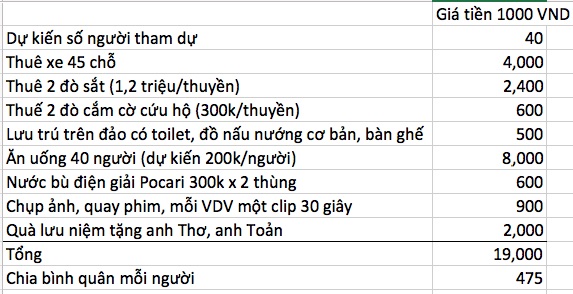 Giá tiền 1000 VND
Dự kiến số người tham dự 40
Thuê xe 45 chỗ 4,000
Thuê 2 đò sắt (1,2 triệu/thuyền) 2,400
Thuế 2 đò cắm cờ cứu hộ (300k/thuyền) 600
Lưu trú trên đảo có toilet, đồ nấu nướng cơ bản, bàn ghế 500
Ăn uống 40 người (dự kiến 200k/người) 8,000
Nước bù điện giải Pocari 300k x 2 thùng 600
Chụp ảnh, quay phim, mỗi VDV một clip 30 giây 900
Quà lưu niệm tặng anh Thơ, anh Toản 2,000
Tổng 19,000
Chia bình quân mỗi người 475